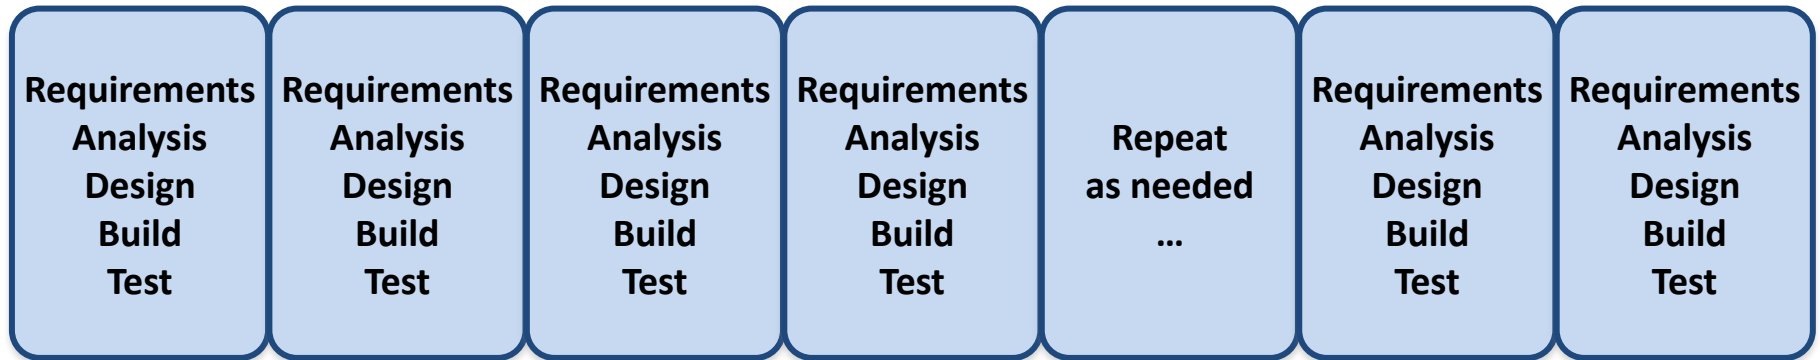 Requirements
Analysis
Design
Build
Test
Requirements
Analysis
Design
Build
Test
Requirements
Analysis
Design
Build
Test
Requirements
Analysis
Design
Build
Test
Repeat
as needed
...
Requirements
Analysis
Design
Build
Test
Requirements
Analysis
Design
Build
Test